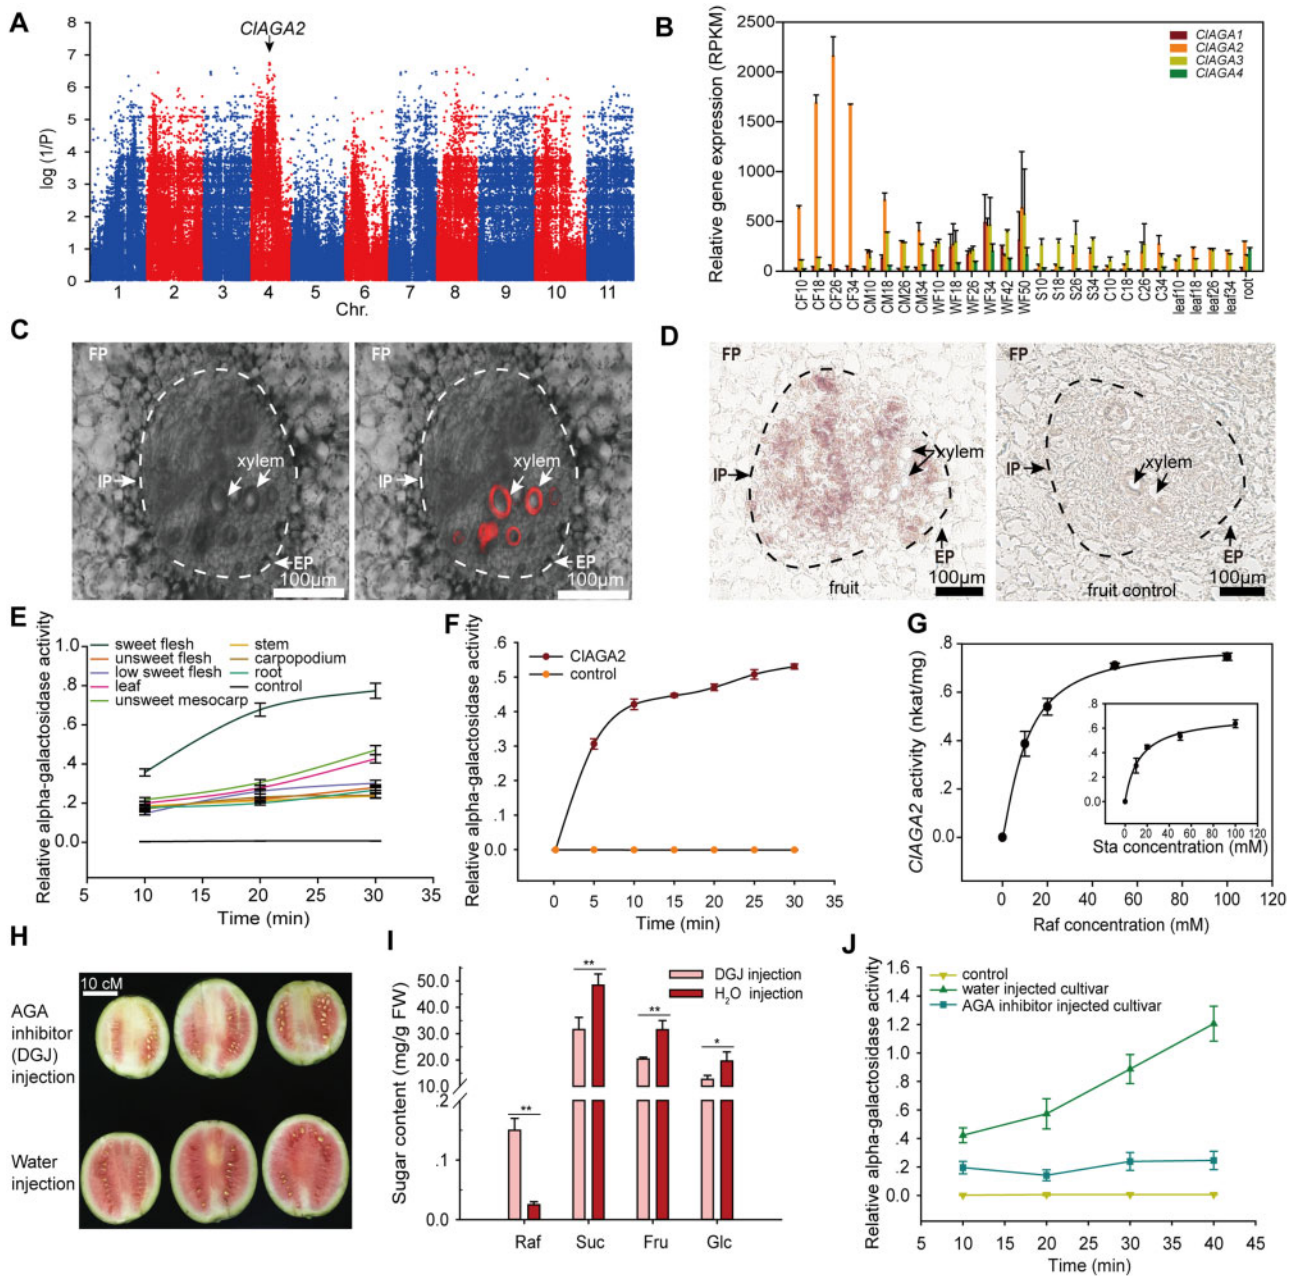 A
ClAGA2
log (1/P)
8
7
6
5
4
3
2
1
0
1 2 3 4 5 6 7 8 9 10 11
Chr.
B
Relative gene expression (RPKM)
2500
2000
1500
1000
500
0
ClAGA1
ClAGA2
ClAGA3
ClAGA4
CF10 CF18 CF26 CF34 CM10 CM18 CM26 CM34 WF10 WF18 WF26 WF34 WF42 WF50 S10 S18 S26 S34 C10 C18 C26 C34 leaf10 leaf18 leaf26 leaf34 root
C
FP
xylem
IP
EP
100μm
FP
xylem
IP
EP
100μm
D
FP
xylem
IP
EP
fruit
100μm
FP
xylem
IP
EP
fruit control
100μm
E
Relative alpha-galactosidase activity
1.0
.8
.6
.4
.2
0.0
sweet flesh
unsweet flesh
low sweet flesh
leaf
unsweet mesocarp
stem
carpopodium
root
control
5 10 15 20 25 30 35
Time (min)
F
Relative alpha-galactosidase activity
.6
.5
.4
.3
.2
.1
0.0
ClAGA2
control
0 5 10 15 20 25 30 35
Time (min)
G
ClAGA2 activity (nkat/mg)
.8
.6
.4
.2
0.0
.8
.6
.4
.2
0.0
0 20 40 60 80 100 120
Sta concentration (mM)
0 20 40 60 80 100 120
Raf concentration (mM)
H
10 cM
AGA
inhibitor
(DGJ)
injection
Water
injection
I
Sugar content (mg/g FW)
50.0
40.0
30.0
20.0
10.0
.2
.1
0.0
DGJ injection
H2O injection
**
**
**
*
Raf Suc Fru Glc
J
Relative alpha-galactosidase activity
1.6
1.4
1.2
1.0
.8
.6
.4
.2
0.0
control
water injected cultivar
AGA inhibitor injected cultivar
5 10 15 20 25 30 35 40 45
Time (min)